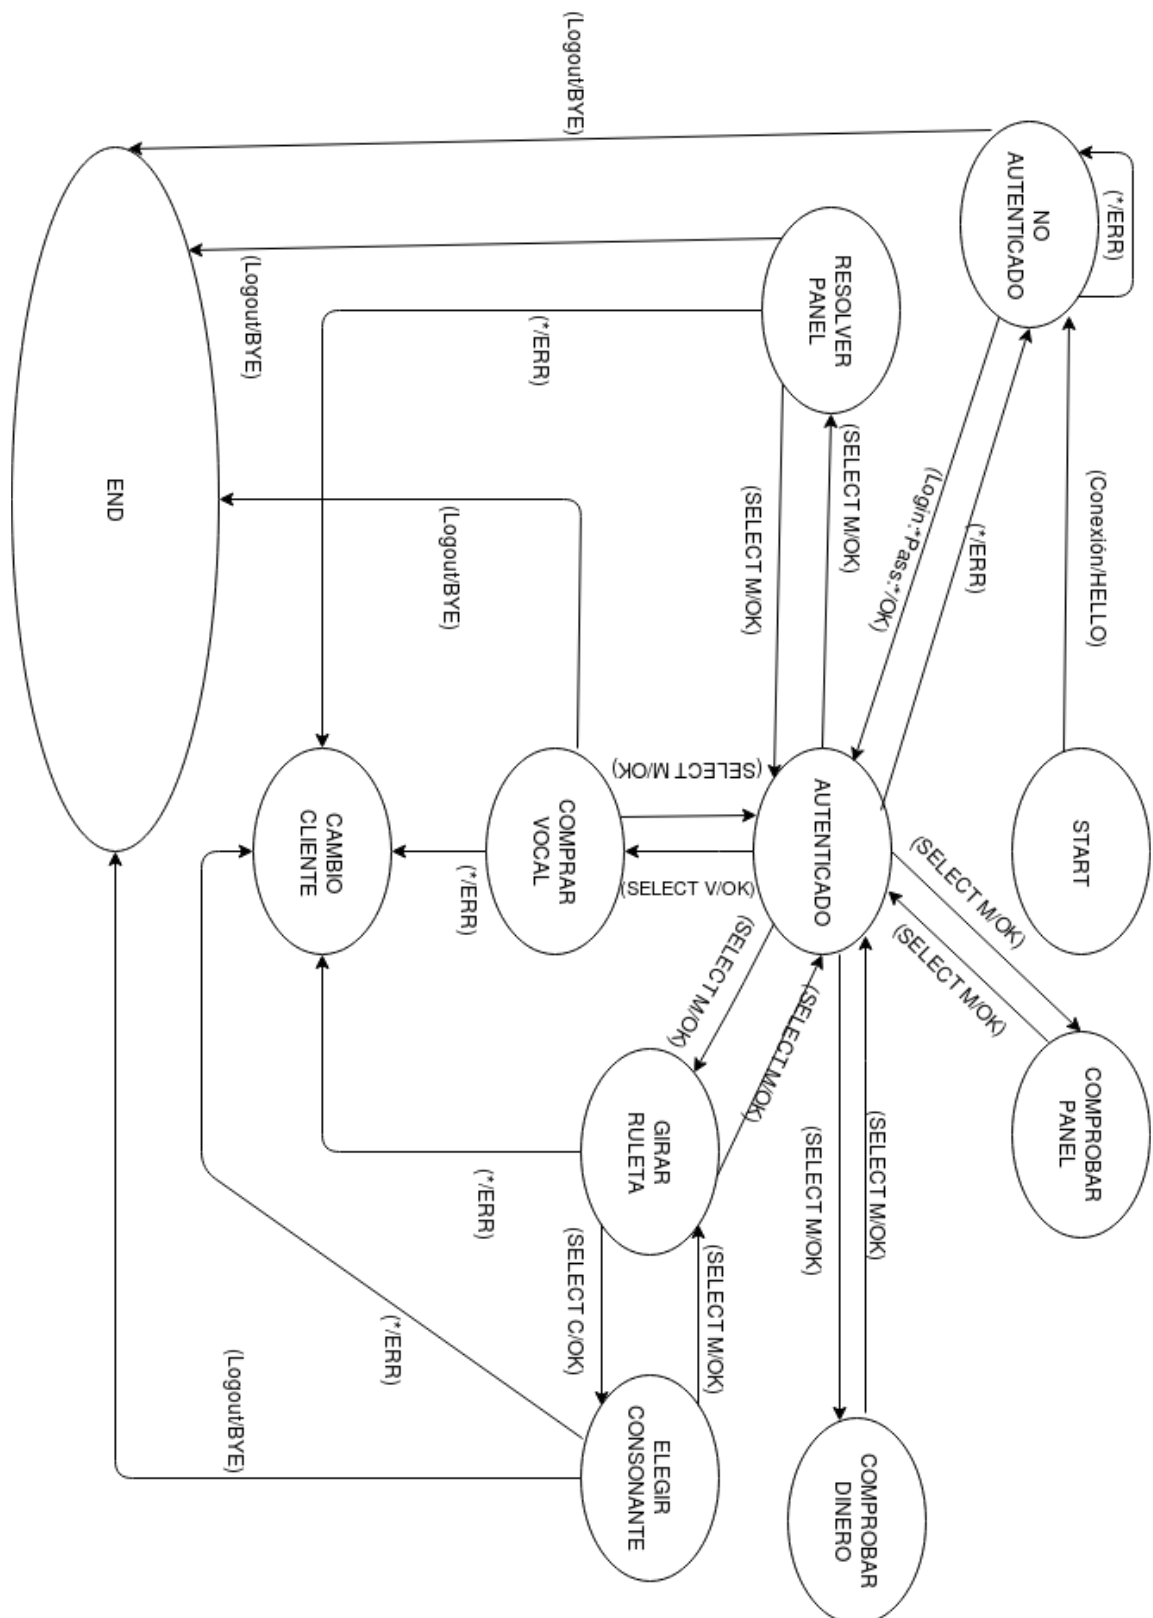 (*/ERR)
(Conexión/HELLO)
START
COMPROBAR
PANEL
NO
AUTENTICADO
(*/ERR)
(SELECT M/OK)
(SELECT M/OK)
(Login:*Pass:*/OK)
(SELECT M/OK)
COMPROBAR
DINERO
RESOLVER
PANEL
(SELECT M/OK)
AUTENTICADO
(SELECT M/OK)
(SELECT M/OK)
(SELECT M/OK)
(SELECT M/OK)
(SELECT M/OK)
(SELECT V/OK)
(SELECT M/OK)
GIRAR
RULETA
ELEGIR
CONSONANTE
(SELECT C/OK)
(Logout/BYE)
COMPRAR
VOCAL
(*/ERR)
(*/ERR)
(*/ERR)
(Logout/BYE)
(*/ERR)
CAMBIO
CLIENTE
(Logout/BYE)
(Logout/BYE)
END